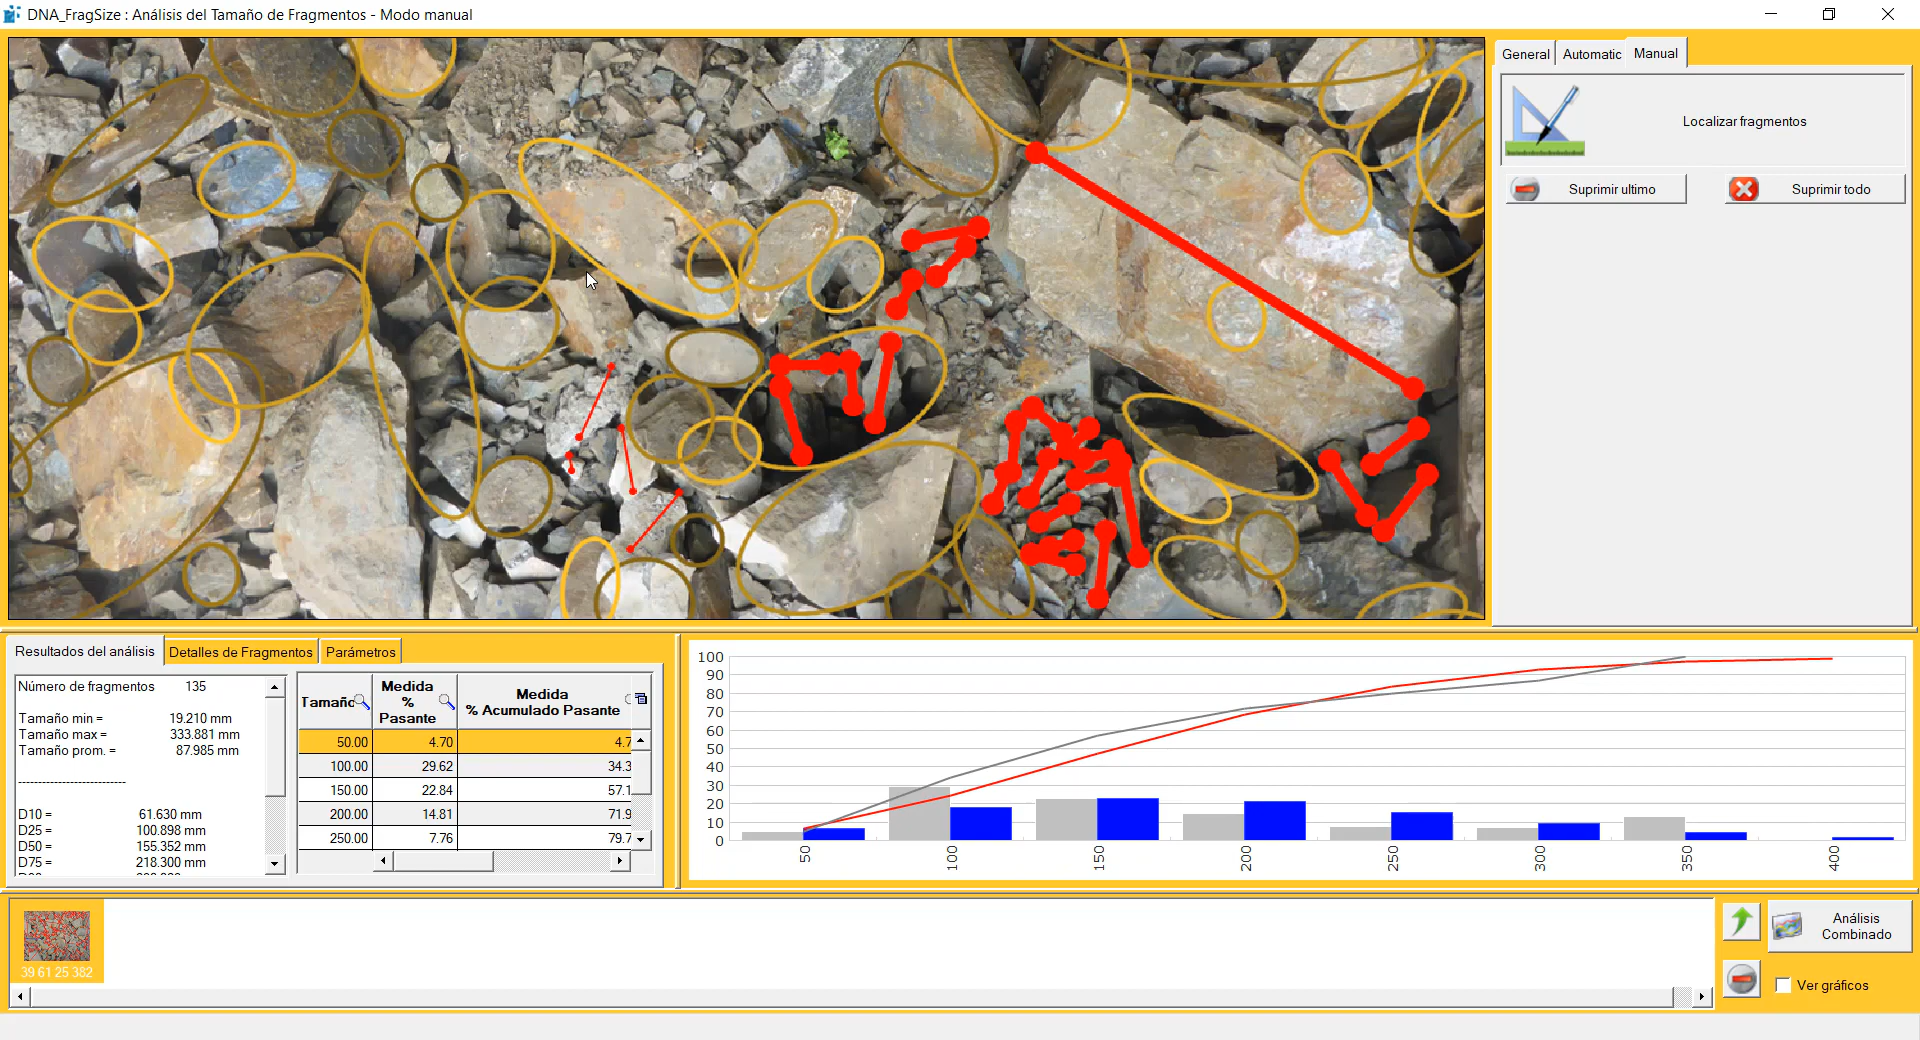 DNA_FragSize : Análisis del Tamaño de Fragmentos - Modo manual
General Automatic Manual
Localizar fragmentos
Suprimir ultimo Suprimir todo
Resultados del análisis Detalles de Fragmentos Parámetros
Número de fragmentos 135
Tamaño min = 19.210 mm
Tamaño max = 333.881 mm
Tamaño prom. = 87.985 mm
---------------------------
D10 = 61.630 mm
D25 = 100.898 mm
D50 = 155.352 mm
D75 = 218.300 mm
Tamaño
Medida
%
Pasante
Medida
% Acumulado Pasante
50.00 4.70 4.7
100.00 29.62 34.3
150.00 22.84 57.1
200.00 14.81 71.9
250.00 7.76 79.7
100
90
80
70
60
50
40
30
20
10
0
50 100 150 200 250 300 350 400
39 61 25 382
Análisis
Combinado
Ver gráficos